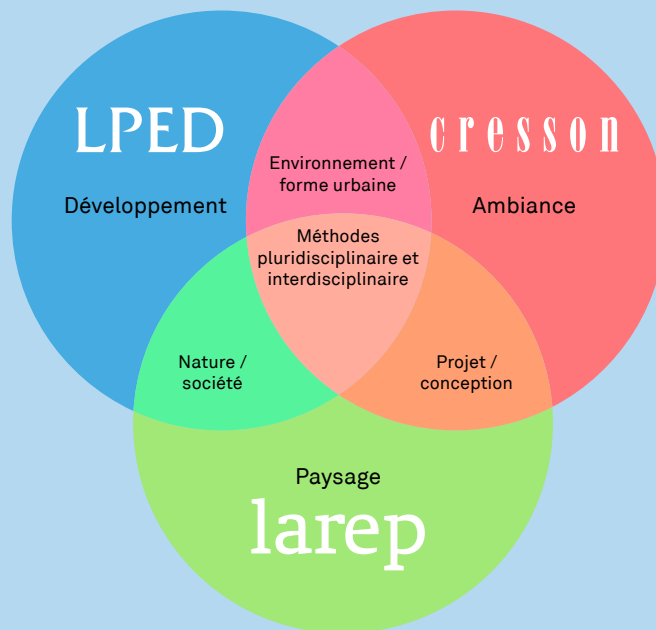 LPED
cresson
Environnement /
forme urbaine
Développement
Ambiance
Méthodes
pluridisciplinaire et
interdisciplinaire
Nature /
société
Projet /
conception
Paysage
larep